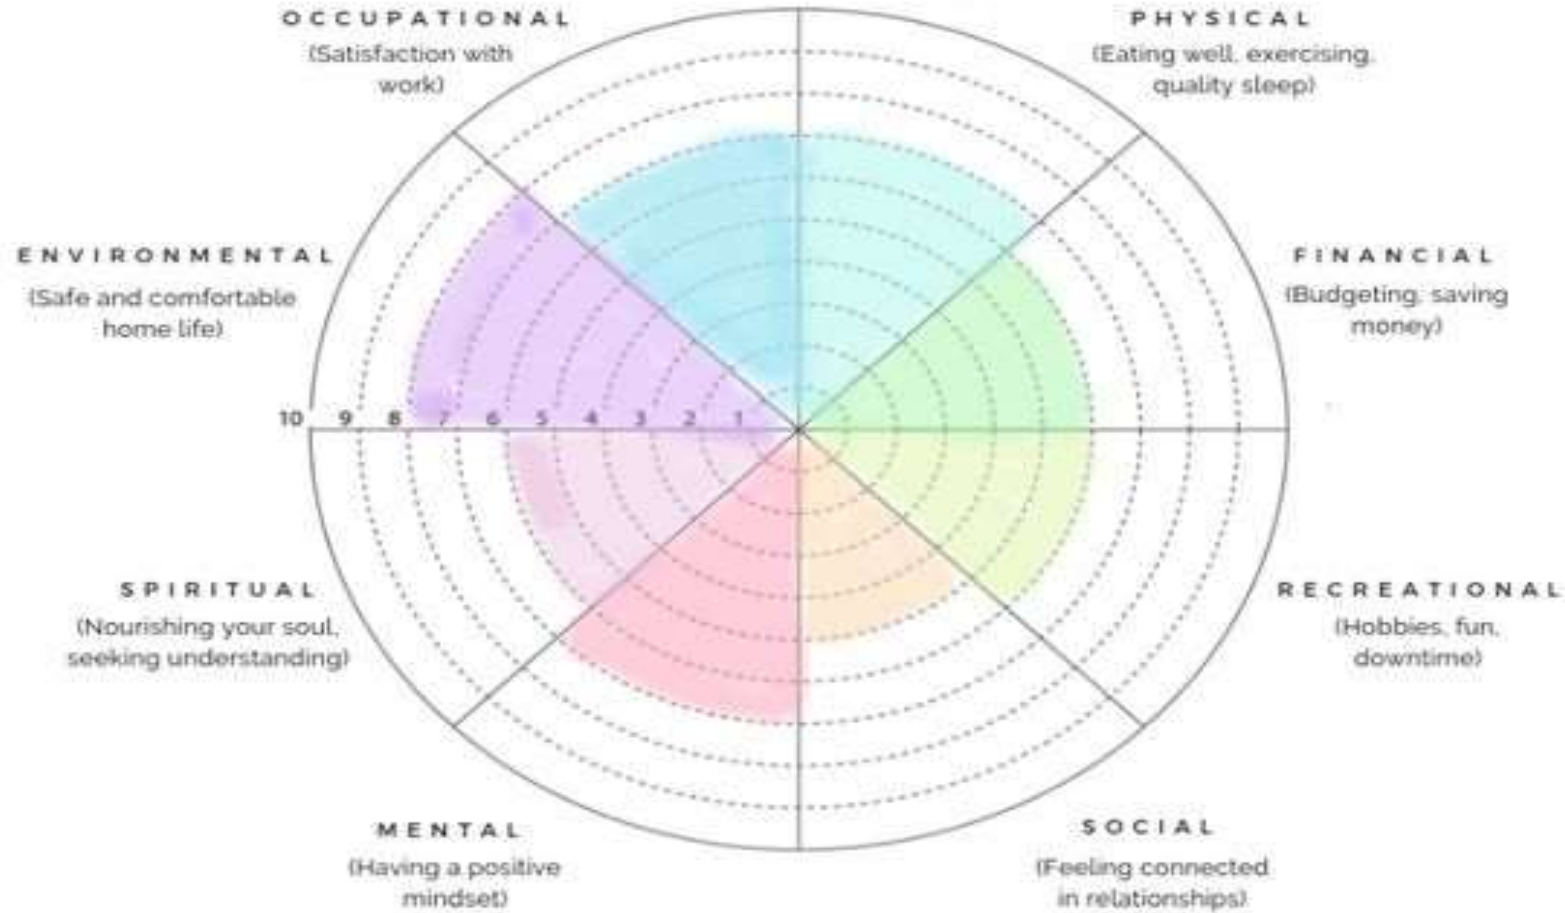 OCCUPATIONAL
(Satisfaction with
work)
PHYSICAL
(Eating well, exercising,
quality sleep)
ENVIRONMENTAL
(Safe and comfortable
home life)
FINANCIAL
(Budgeting, saving
money)
10 9 8 7 6 5 4 3 2 1
SPIRITUAL
(Nourishing your soul,
seeking understanding)
RECREATIONAL
(Hobbies, fun,
downtime)
MENTAL
(Having a positive
mindset)
SOCIAL
(Feeling connected
in relationships)